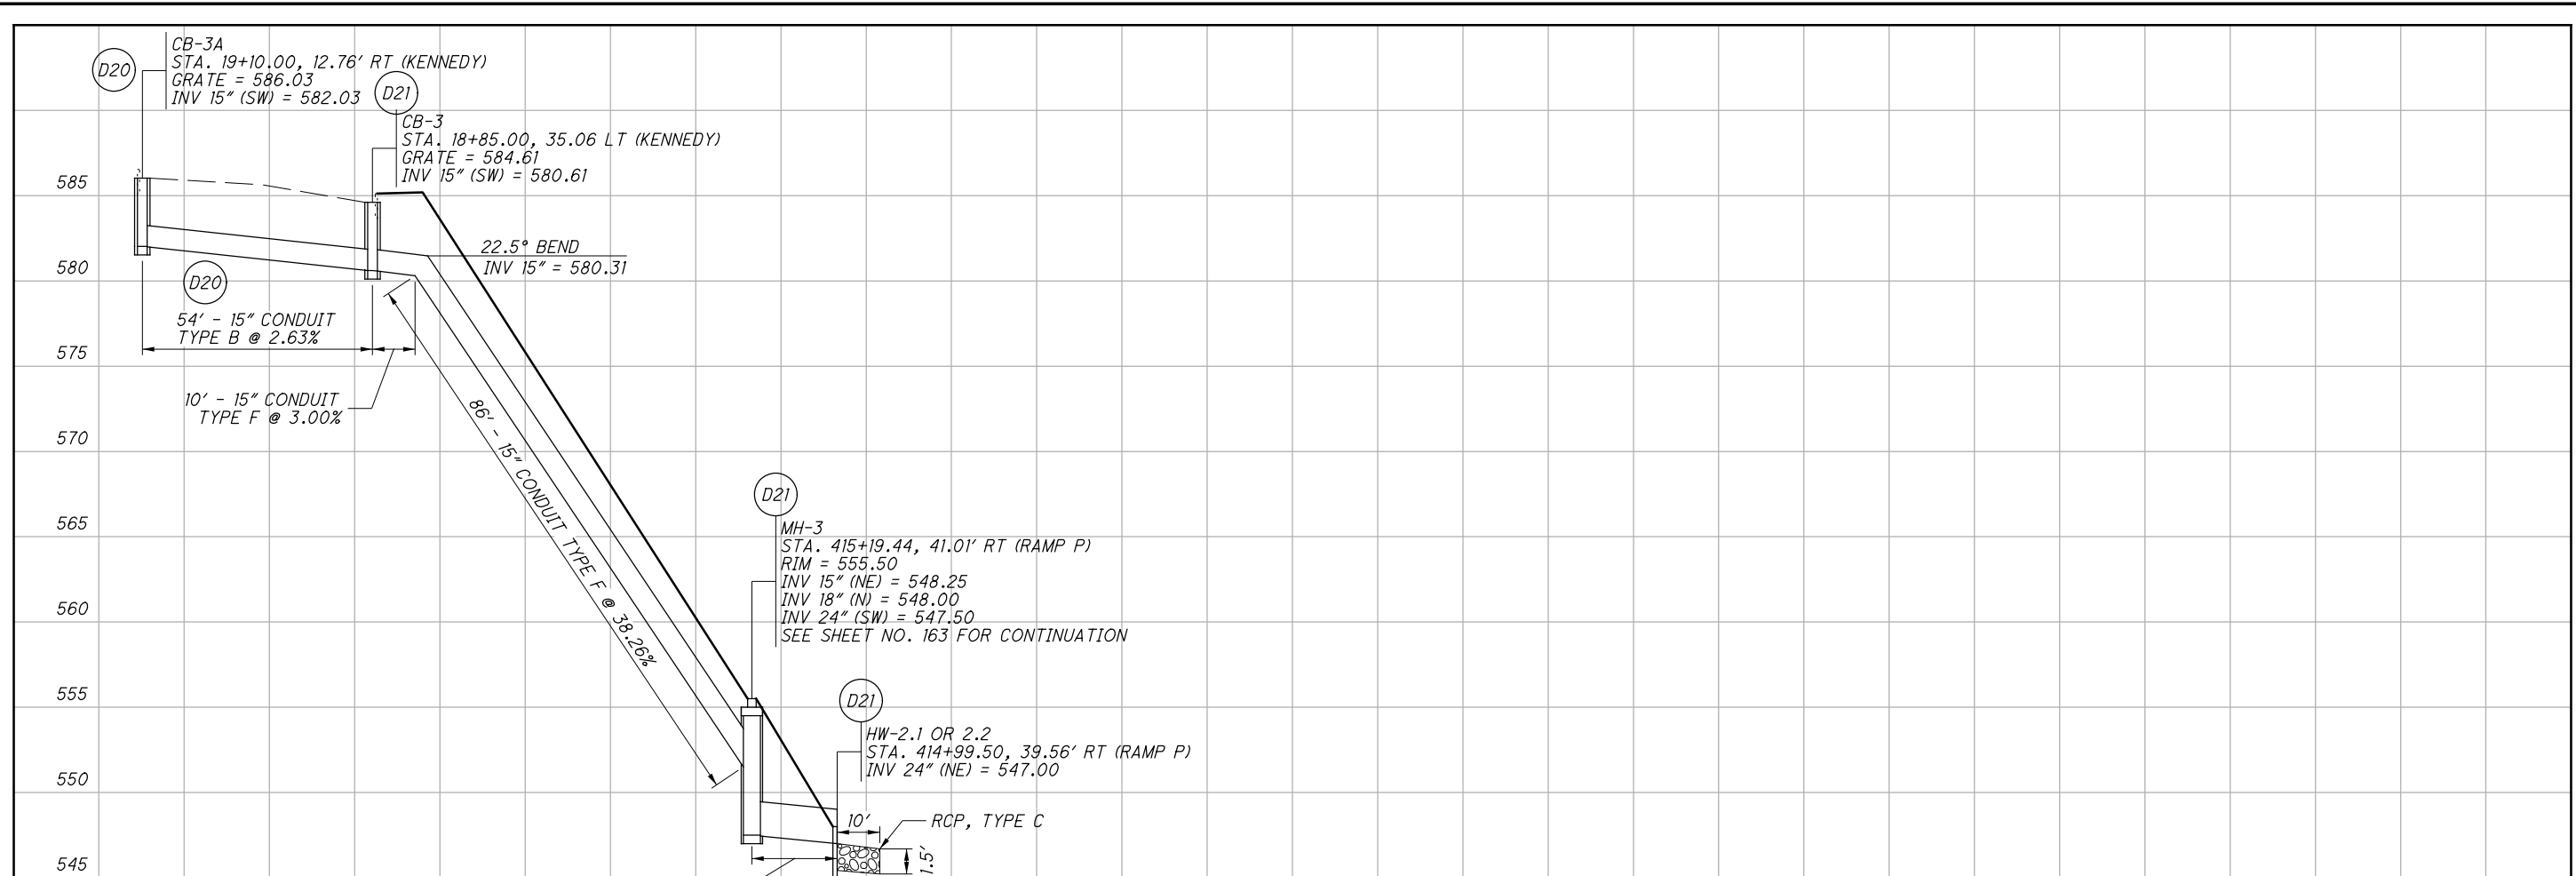 D20
CB-3A
STA. 19+10.00, 12.76' RT (KENNEDY)
GRATE = 586.03
INV 15" (SW) = 582.03
D21
CB-3
STA. 18+85.00, 35.06 LT (KENNEDY)
GRATE = 584.61
INV 15" (SW) = 580.61
585
22.5° BEND
INV 15" = 580.31
580
D20
54' - 15" CONDUIT
TYPE B @ 2.63%
575
10' - 15" CONDUIT
TYPE F @ 3.00%
86' - 15" CONDUIT TYPE F @ 38.26%
570
D21
565
MH-3
STA. 415+19.44, 41.01' RT (RAMP P)
RIM = 555.50
INV 15" (NE) = 548.25
INV 18" (N) = 548.00
INV 24" (SW) = 547.50
SEE SHEET NO. 163 FOR CONTINUATION
560
555
D21
HW-2.1 OR 2.2
STA. 414+99.50, 39.56' RT (RAMP P)
INV 24" (NE) = 547.00
550
10'
RCP, TYPE C
1.5'
545